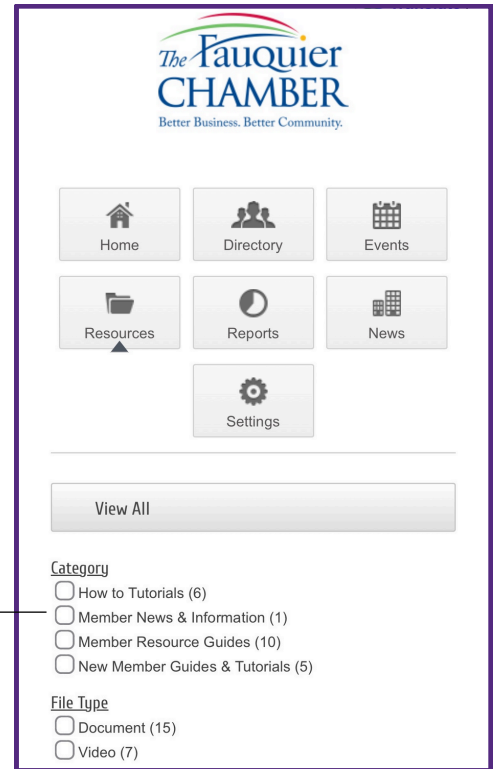 The Fauquier
CHAMBER
Better Business. Better Community.
Home Directory Events
Resources Reports News
Settings
View All
Category
How to Tutorials (6)
Member News & Information (1)
Member Resource Guides (10)
New Member Guides & Tutorials (5)
File Type
Document (15)
Video (7)